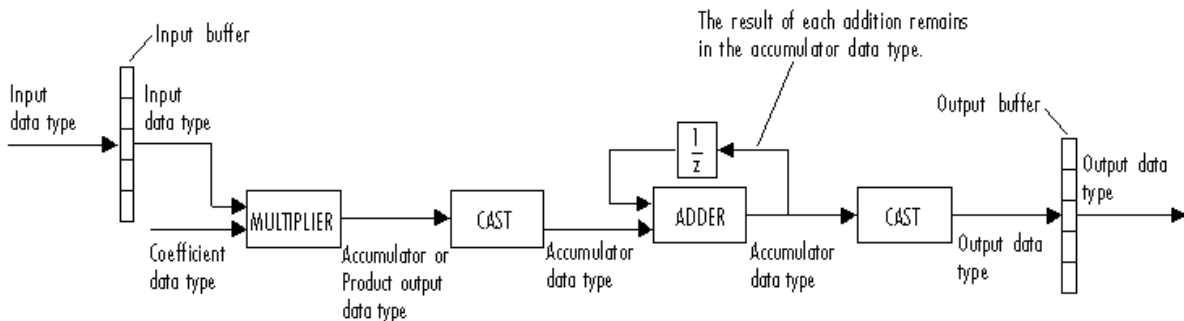 The result of each addition remains
in the accumulator data type.
Input buffer
Input
data type
Input
data type
Output buffer
1
z
Output data
type
MULTIPLIER
CAST
ADDER
CAST
Coefficient
data type
Accumulator or
Product output
data type
Accumulator
data type
Accumulator
data type
Output data
type